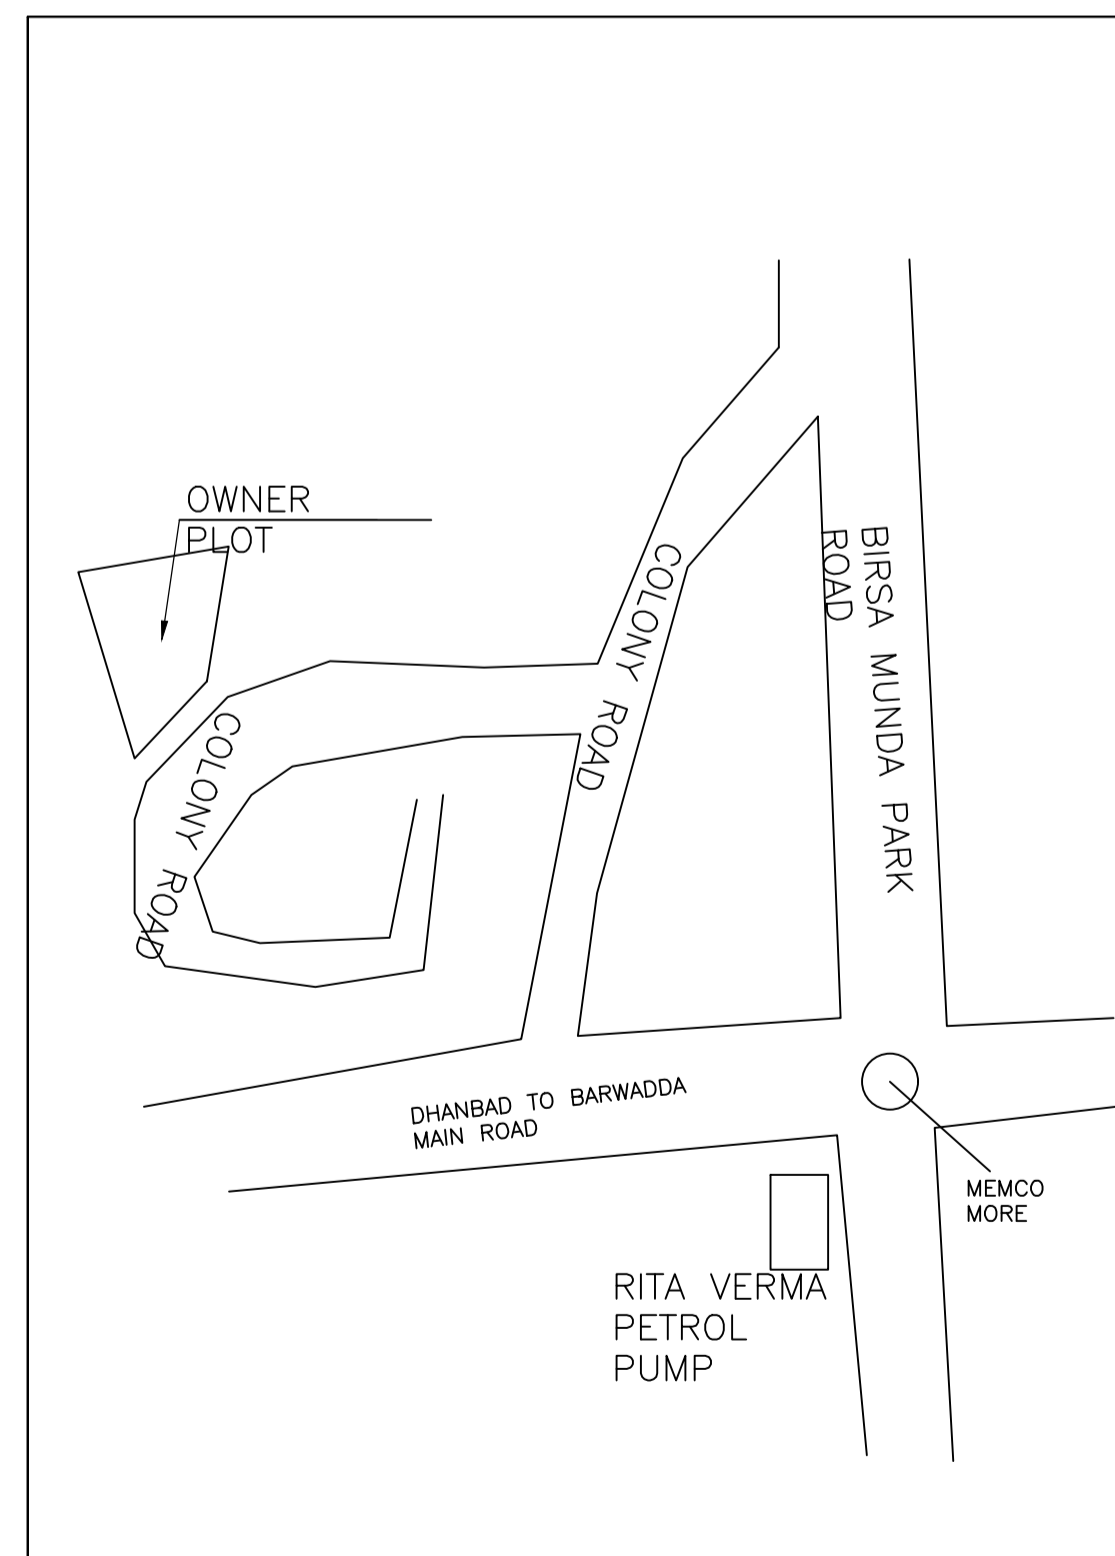 OWNER
PLOT
COLONY ROAD
BIRSA MUNDA PARK
ROAD
COLONY ROAD
DHANBAD TO BARWADDA
MAIN ROAD
MEMCO
MORE
RITA VERMA
PETROL
PUMP